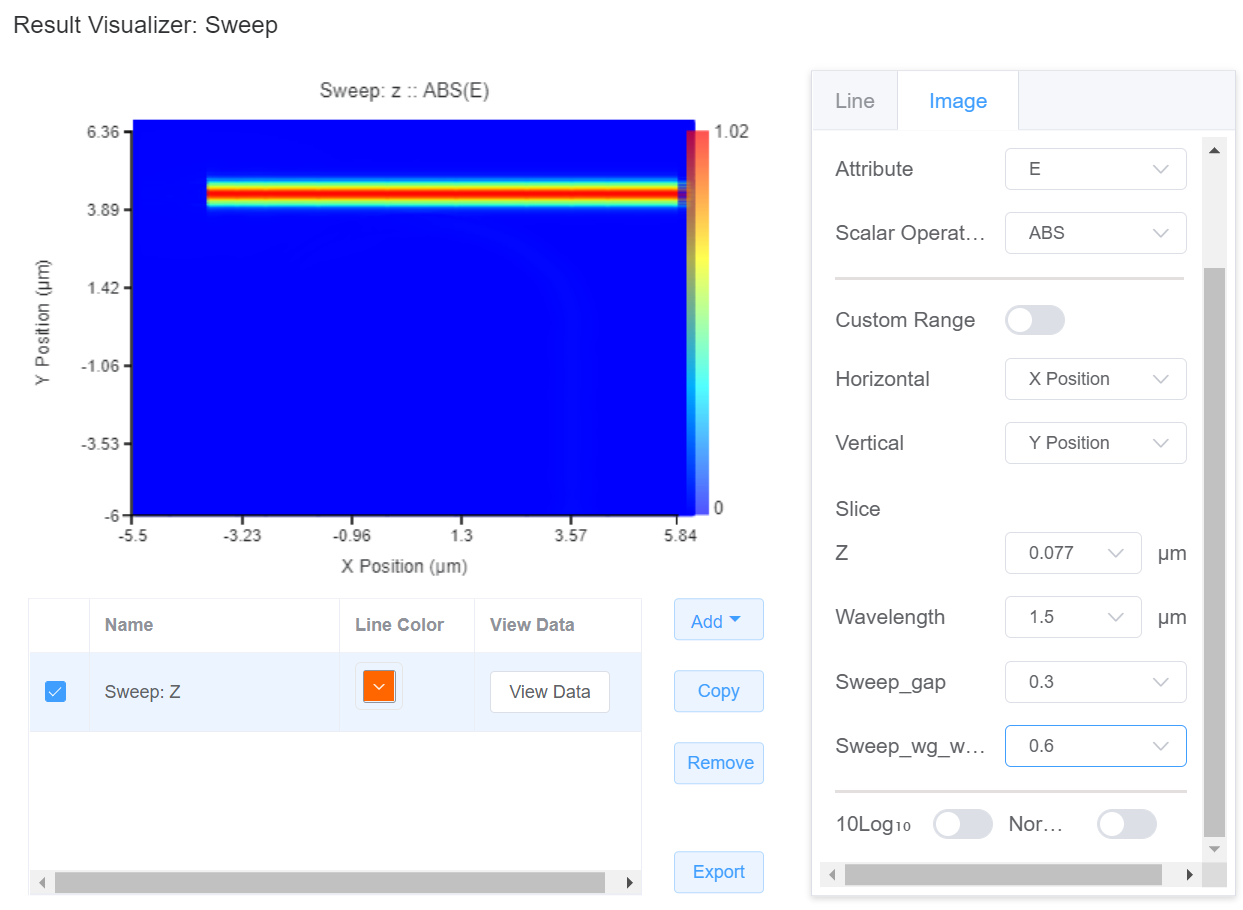 Result Visualizer: Sweep
Sweep: z :: ABS(E)
6.36
3.89
1.42
-1.06
-3.53
-6
Y Position (μm)
-5.5 -3.23 -0.96 1.3 3.57 5.84
X Position (μm)
1.02
0
Name Line Color View Data
Sweep: Z View Data
Add
Copy
Remove
Export
Line Image
Attribute E
Scalar Operat... ABS
Custom Range
Horizontal X Position
Vertical Y Position
Slice
Z 0.077 μm
Wavelength 1.5 μm
Sweep_gap 0.3
Sweep_wg_w... 0.6
10Log₁₀ Nor...